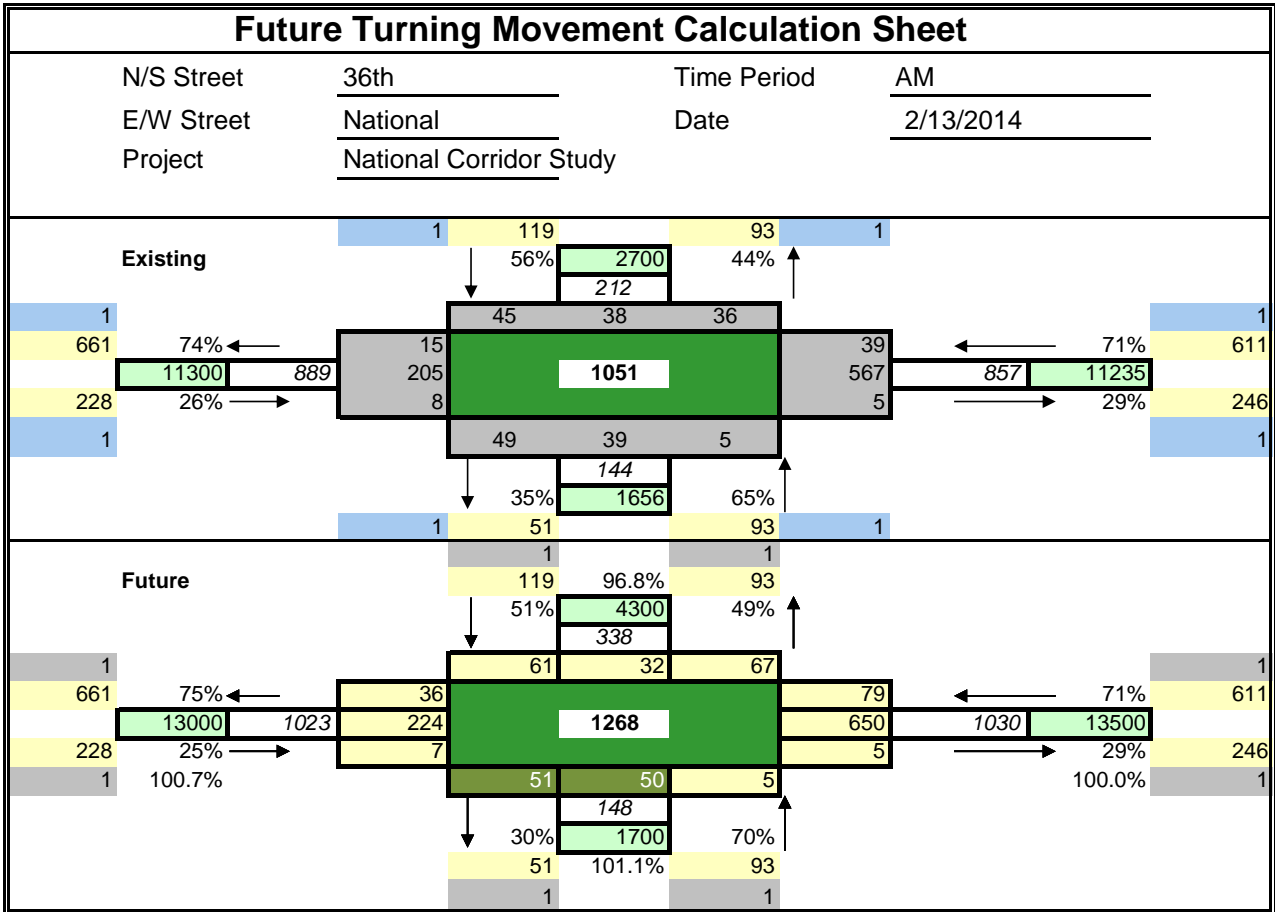 Future Turning Movement Calculation Sheet
N/S Street 36th Time Period AM
E/W Street National Date 2/13/2014
Project National Corridor Study
1 119 93 1
Existing 56% 2700 44%
212
1 45 38 36 1
661 74% 15 39 71% 611
11300 889 205 1051 567 857 11235
228 26% 8 5 29% 246
1 49 39 5 1
144
35% 1656 65%
1 51 93 1
1 1
Future 119 96.8% 93
51% 4300 49%
338
1 61 32 67 1
661 75% 36 79 71% 611
13000 1023 224 1268 650 1030 13500
228 25% 7 5 29% 246
1 100.7% 51 50 5 100.0% 1
148
30% 1700 70%
51 101.1% 93
1 1